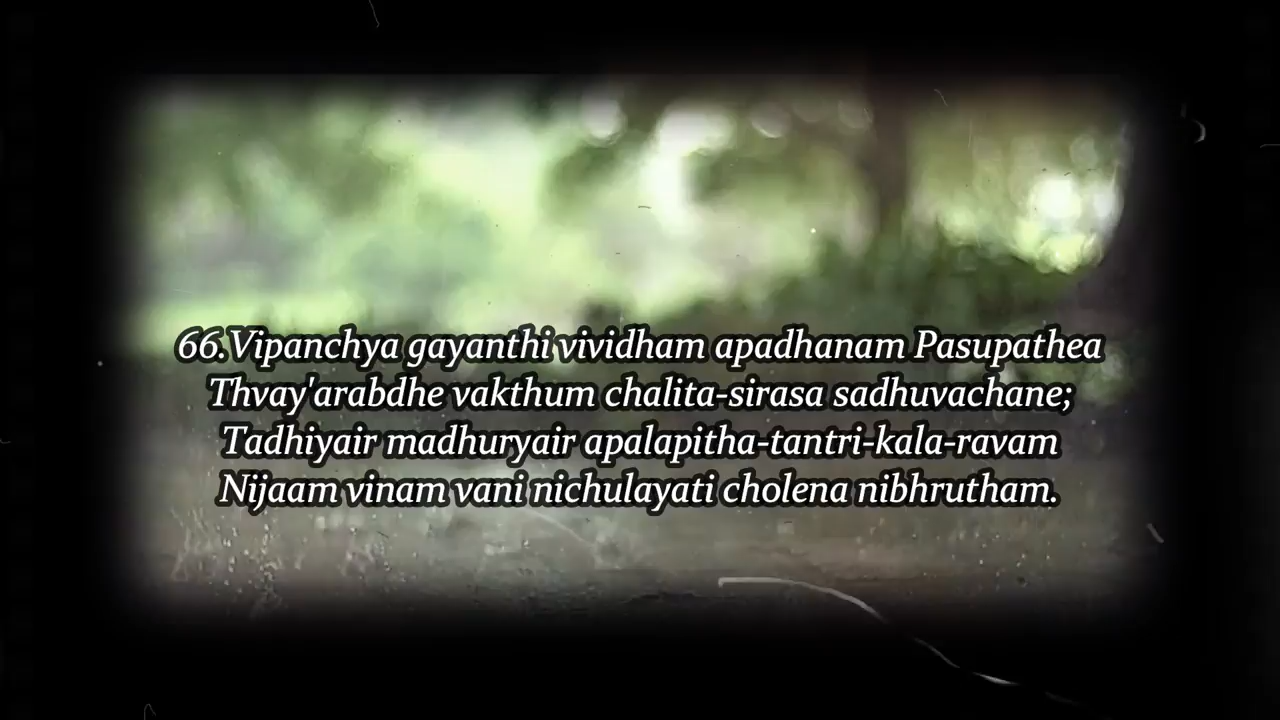 66.Vipanchya gayanthi vividham apadhanam Pasupathea
Thvay'arabdhe vakthum chalita-sirasa sadhuvachane;
Tadhiyair madhuryair apalapitha-tantri-kala-ravam
Nijaam vinam vani nichulayati cholena nibhrutham.